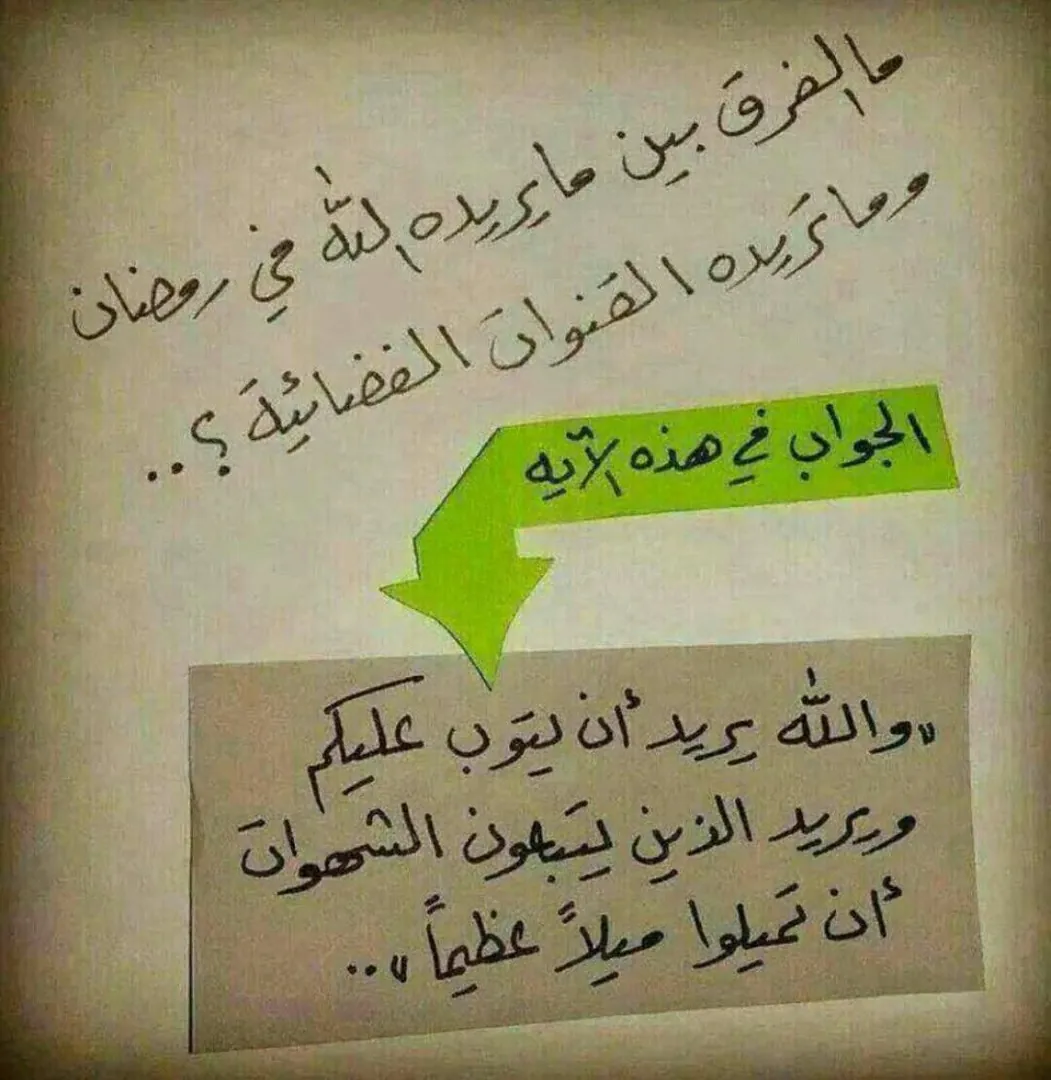 ما الفرق بين ما يريده الله في رمضان
وما تريده القنوات الفضائية ؟..
الجواب في هذه الآيه
"والله يريد أن يتوب عليكم
ويريد الذين يتبعون الشهوات
أن تميلوا ميلاً عظيماً"..